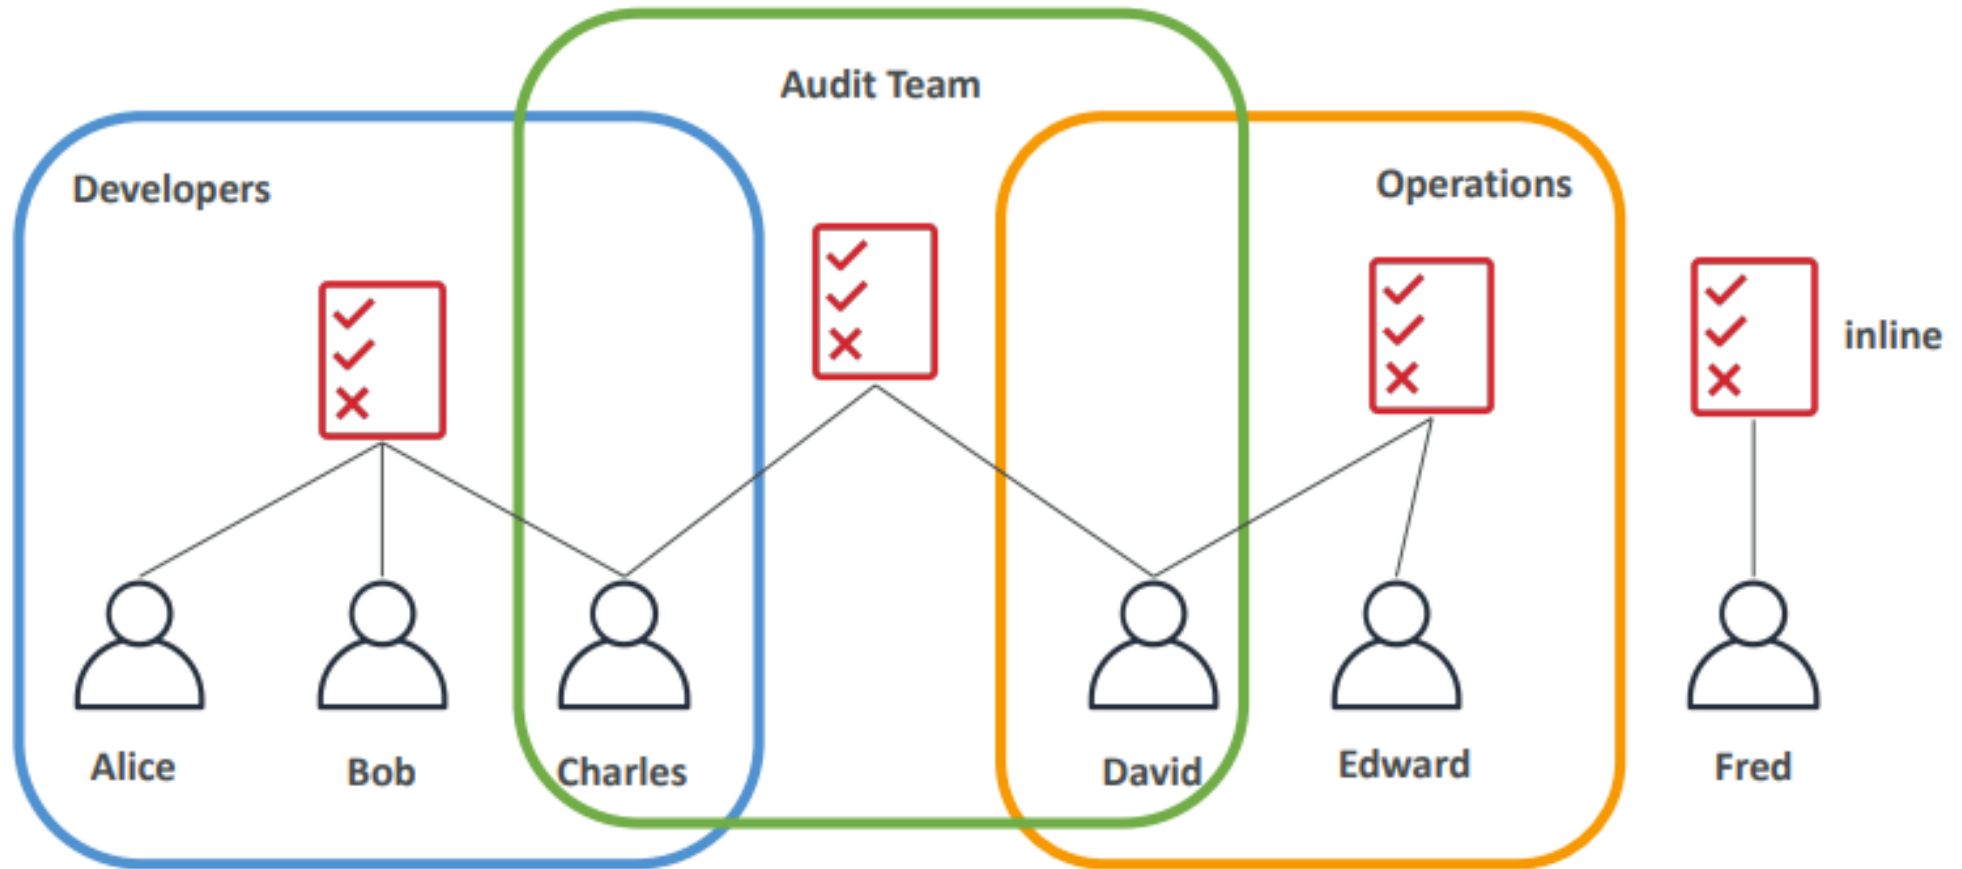 Audit Team
Developers
Operations
inline
Alice
Bob
Charles
David
Edward
Fred